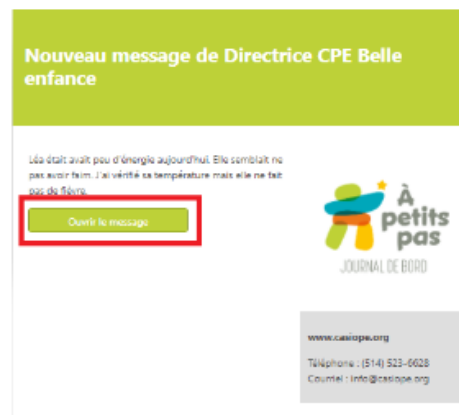 Nouveau message de Directrice CPE Belle
enfance
Léa était avait peu d'énergie aujourd'hui. Elle semblait ne
pas avoir faim. J'ai vérifié sa température mais elle ne fait
pas de fièvre.
Ouvrir le message
À
petits
pas
JOURNAL DE BORD
www.casiope.org
Téléphone : (514) 523-6628
Courriel : info@casiope.org